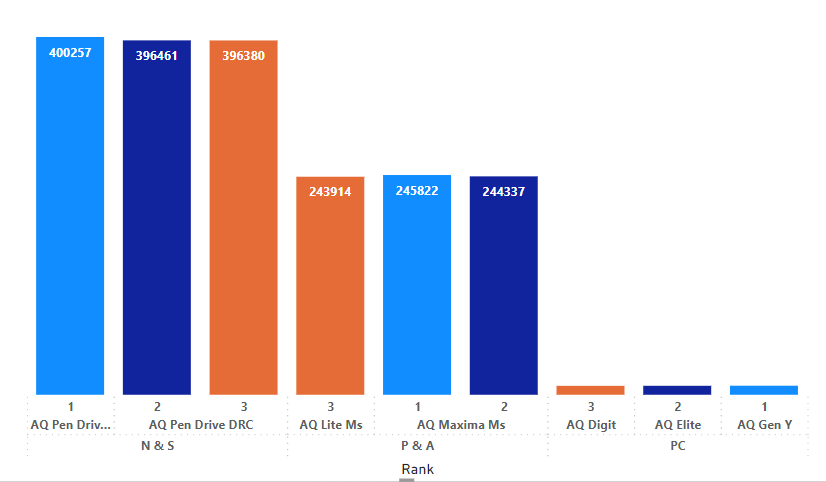 400257 396461 396380
243914 245822 244337
1 2 3 3 1 2 3 2 1
AQ Pen Driv... AQ Pen Drive DRC AQ Lite Ms AQ Maxima Ms AQ Digit AQ Elite AQ Gen Y
N & S P & A PC
Rank